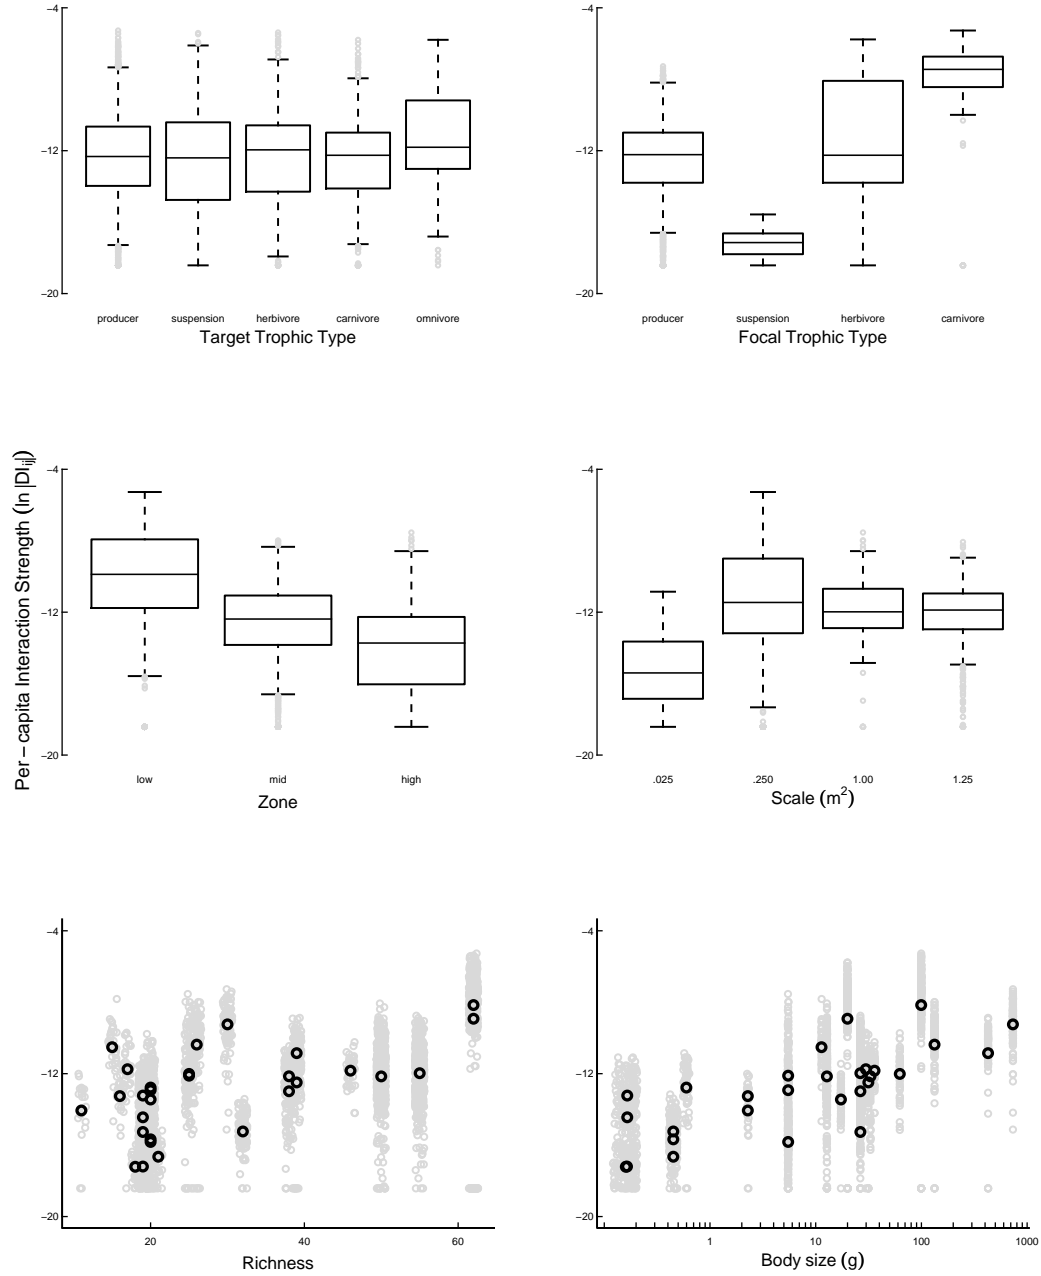 −4
−12
−20
producer suspension herbivore carnivore omnivore
Target Trophic Type
−4
−12
−20
producer suspension herbivore carnivore
Focal Trophic Type
Per − capita Interaction Strength (ln |DIij|)
−4
−12
−20
low mid high
Zone
−4
−12
−20
.025 .250 1.00 1.25
Scale (m2)
−4
−12
−20
20 40 60
Richness
−4
−12
−20
1 10 100 1000
Body size (g)